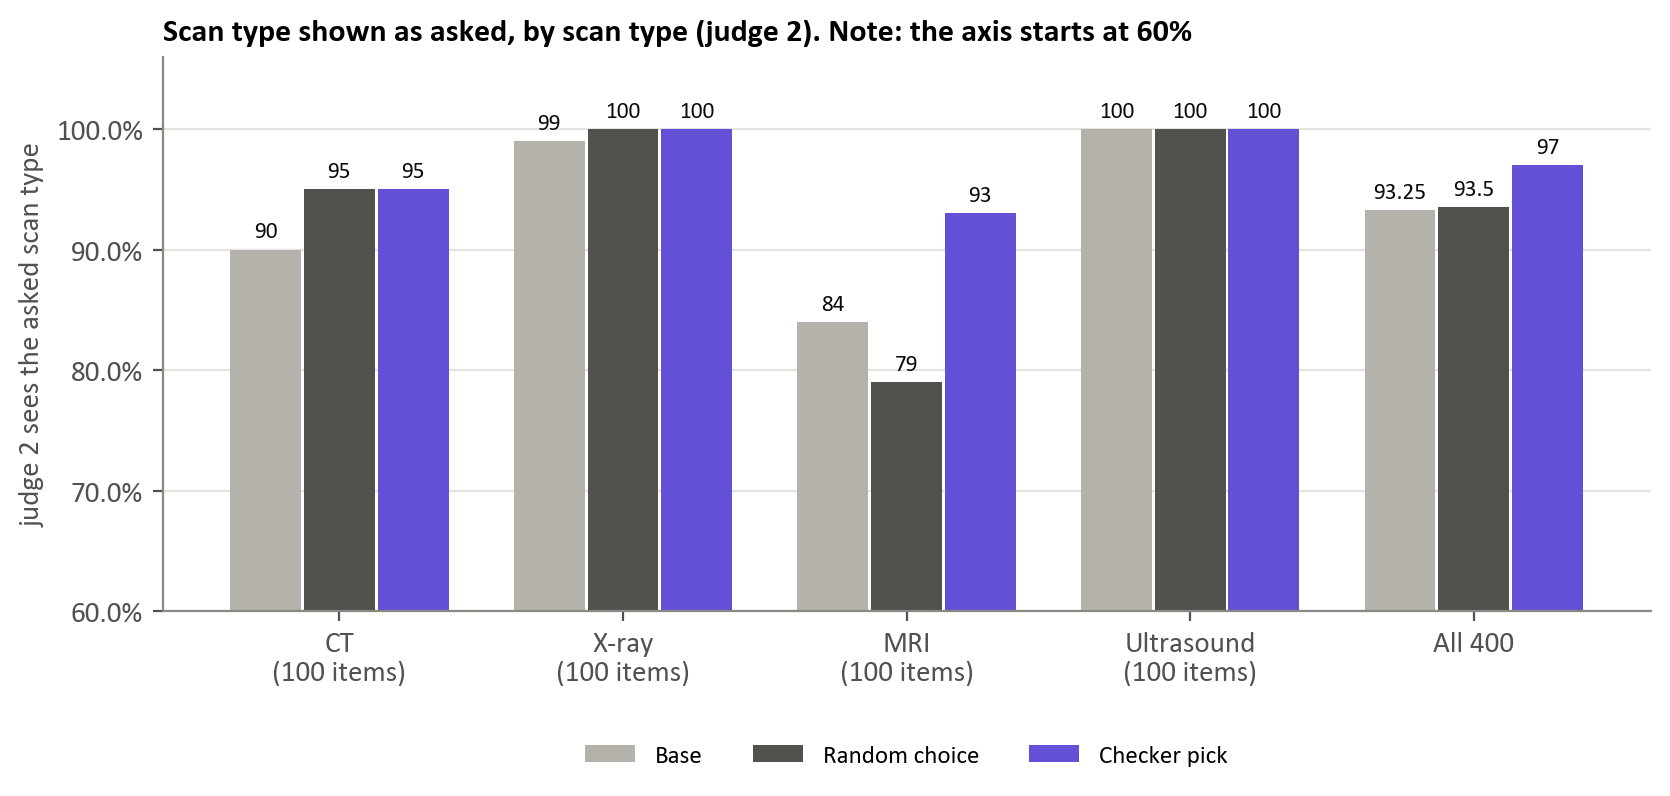 Scan type shown as asked, by scan type (judge 2). Note: the axis starts at 60%
judge 2 sees the asked scan type
100.0%
90.0%
80.0%
70.0%
60.0%
90
95
95
99
100
100
84
79
93
100
100
100
93.25
93.5
97
CT
(100 items)
X-ray
(100 items)
MRI
(100 items)
Ultrasound
(100 items)
All 400
Base
Random choice
Checker pick